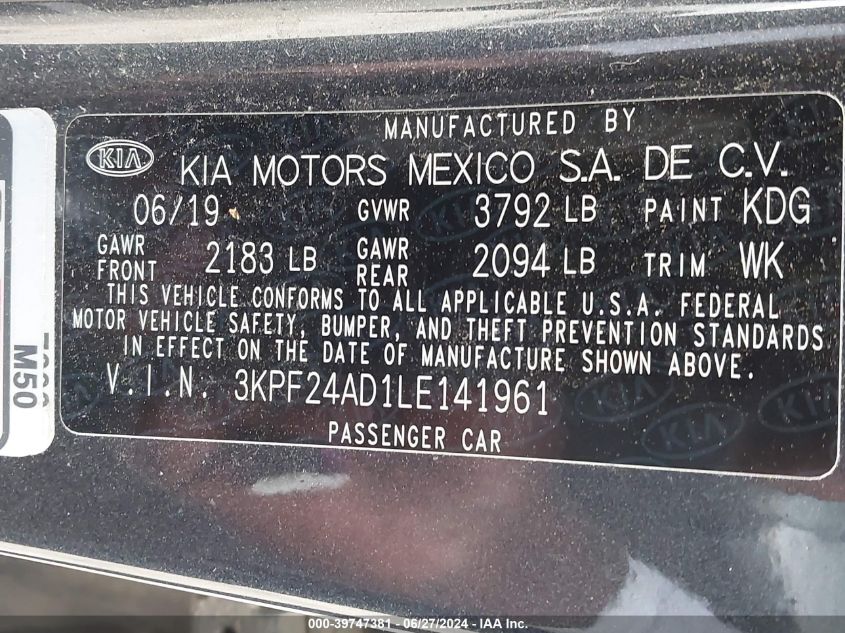 MANUFACTURED BY
KIA KIA MOTORS MEXICO S.A. DE C.V.
06/19 GVWR 3792 LB PAINT KDG
GAWR FRONT 2183 LB GAWR REAR 2094 LB TRIM WK
THIS VEHICLE CONFORMS TO ALL APPLICABLE U.S.A. FEDERAL
MOTOR VEHICLE SAFETY, BUMPER, AND THEFT PREVENTION STANDARDS
IN EFFECT ON THE DATE OF MANUFACTURE SHOWN ABOVE.
V.I.N. 3KPF24AD1LE141961
PASSENGER CAR
M50
000-39747381 - 06/27/2024 - IAA Inc.